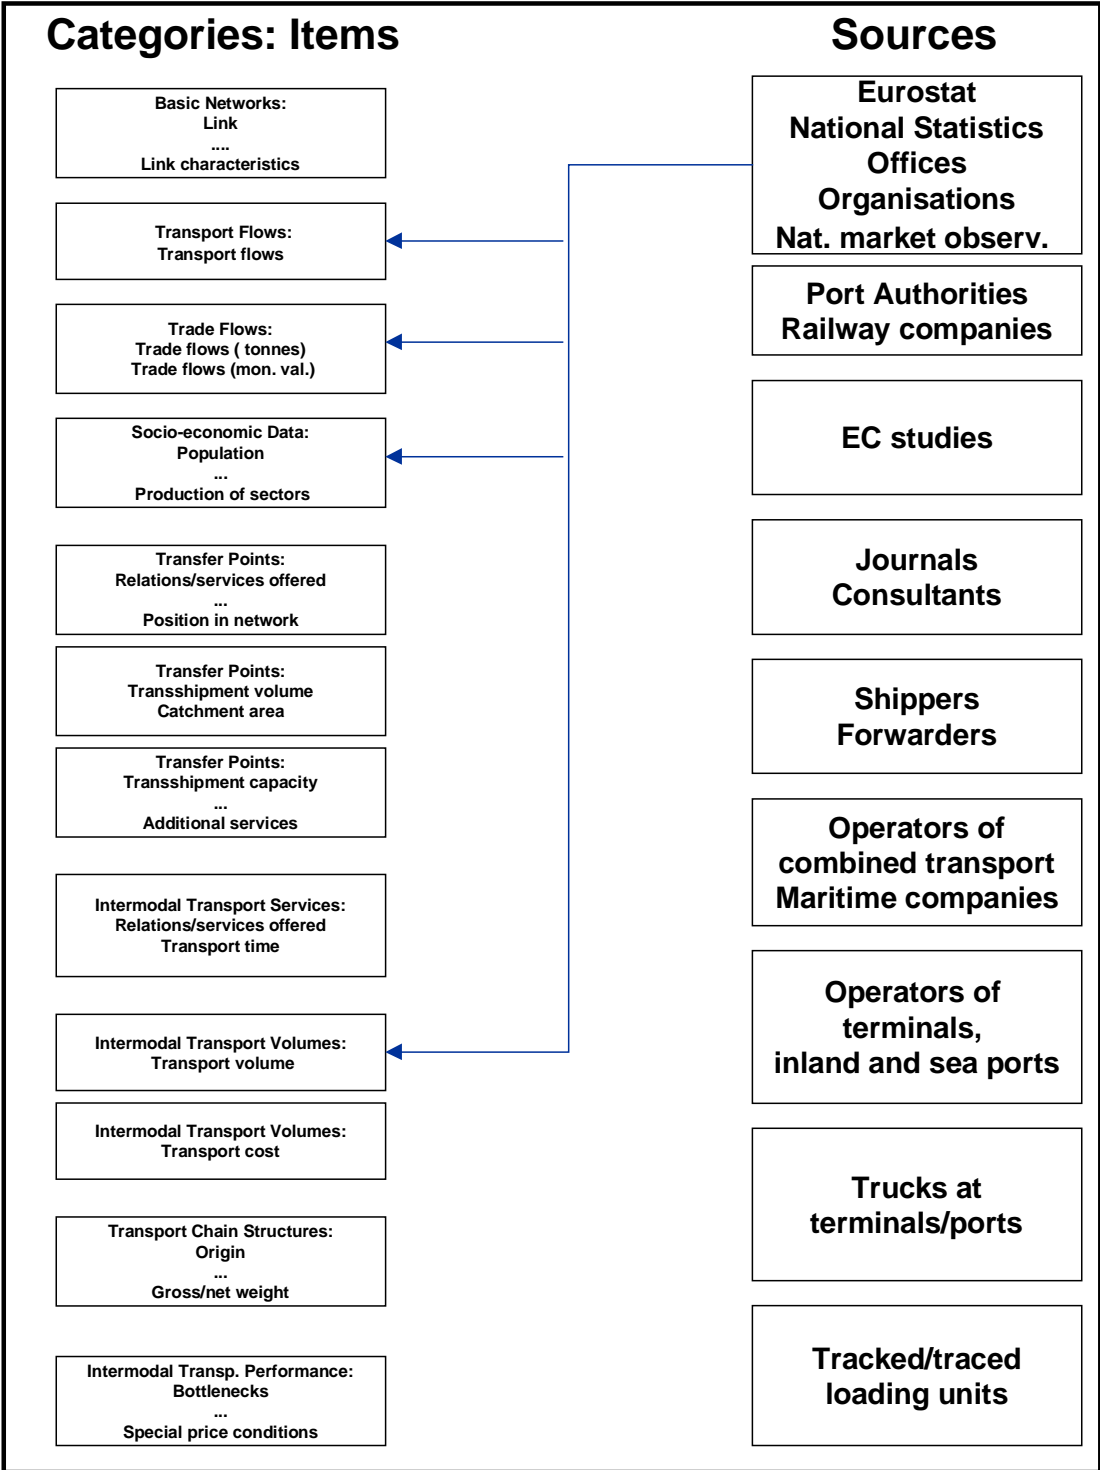 Categories: Items
Basic Networks:
Link
....
Link characteristics
Transport Flows:
Transport flows
Trade Flows:
Trade flows ( tonnes)
Trade flows (mon. val.)
Socio-economic Data:
Population
...
Production of sectors
Transfer Points:
Relations/services offered
...
Position in network
Transfer Points:
Transshipment volume
Catchment area
Transfer Points:
Transshipment capacity
...
Additional services
Intermodal Transport Services:
Relations/services offered
Transport time
Intermodal Transport Volumes:
Transport volume
Intermodal Transport Volumes:
Transport cost
Transport Chain Structures:
Origin
...
Gross/net weight
Intermodal Transp. Performance:
Bottlenecks
...
Special price conditions
Sources
Eurostat
National Statistics
Offices
Organisations
Nat. market observ.
Port Authorities
Railway companies
EC studies
Journals
Consultants
Shippers
Forwarders
Operators of
combined transport
Maritime companies
Operators of
terminals,
inland and sea ports
Trucks at
terminals/ports
Tracked/traced
loading units